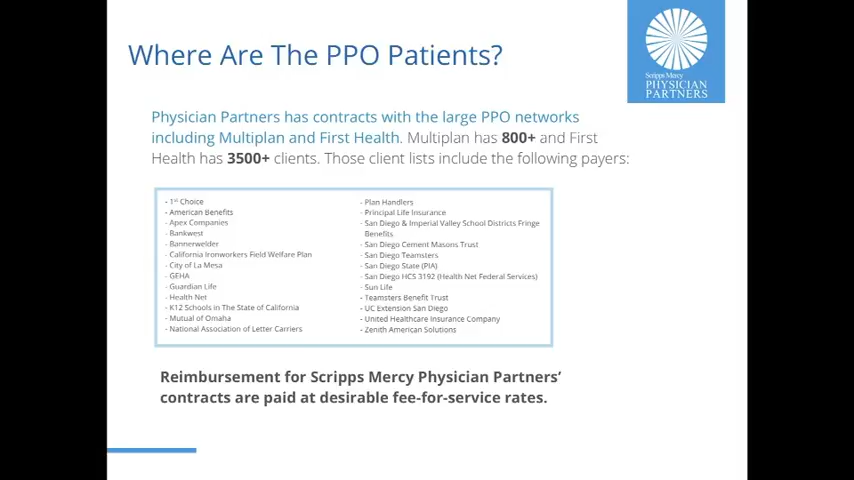 Where Are The PPO Patients?
Scripps Mercy
PHYSICIAN
PARTNERS
Physician Partners has contracts with the large PPO networks
including Multiplan and First Health. Multiplan has 800+ and First
Health has 3500+ clients. Those client lists include the following payers:
- 1st Choice
- American Benefits
- Apex Companies
- Bankwest
- Bannerwelder
- California Ironworkers Field Welfare Plan
- City of La Mesa
- GEHA
- Guardian Life
- Health Net
- K12 Schools in The State of California
- Mutual of Omaha
- National Association of Letter Carriers
- Plan Handlers
- Principal Life Insurance
- San Diego & Imperial Valley School Districts Fringe
Benefits
- San Diego Cement Masons Trust
- San Diego Teamsters
- San Diego State (PIA)
- San Diego HCS 3192 (Health Net Federal Services)
- Sun Life
- Teamsters Benefit Trust
- UC Extension San Diego
- United Healthcare Insurance Company
- Zenith American Solutions
Reimbursement for Scripps Mercy Physician Partners’
contracts are paid at desirable fee-for-service rates.